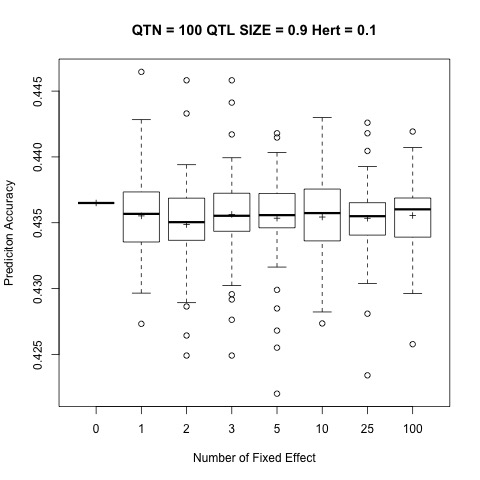 QTN = 100 QTL SIZE = 0.9 Hert = 0.1
0.445
0.440
0.435
0.430
0.425
Prediciton Accuracy
0 1 2 3 5 10 25 100
Number of Fixed Effect